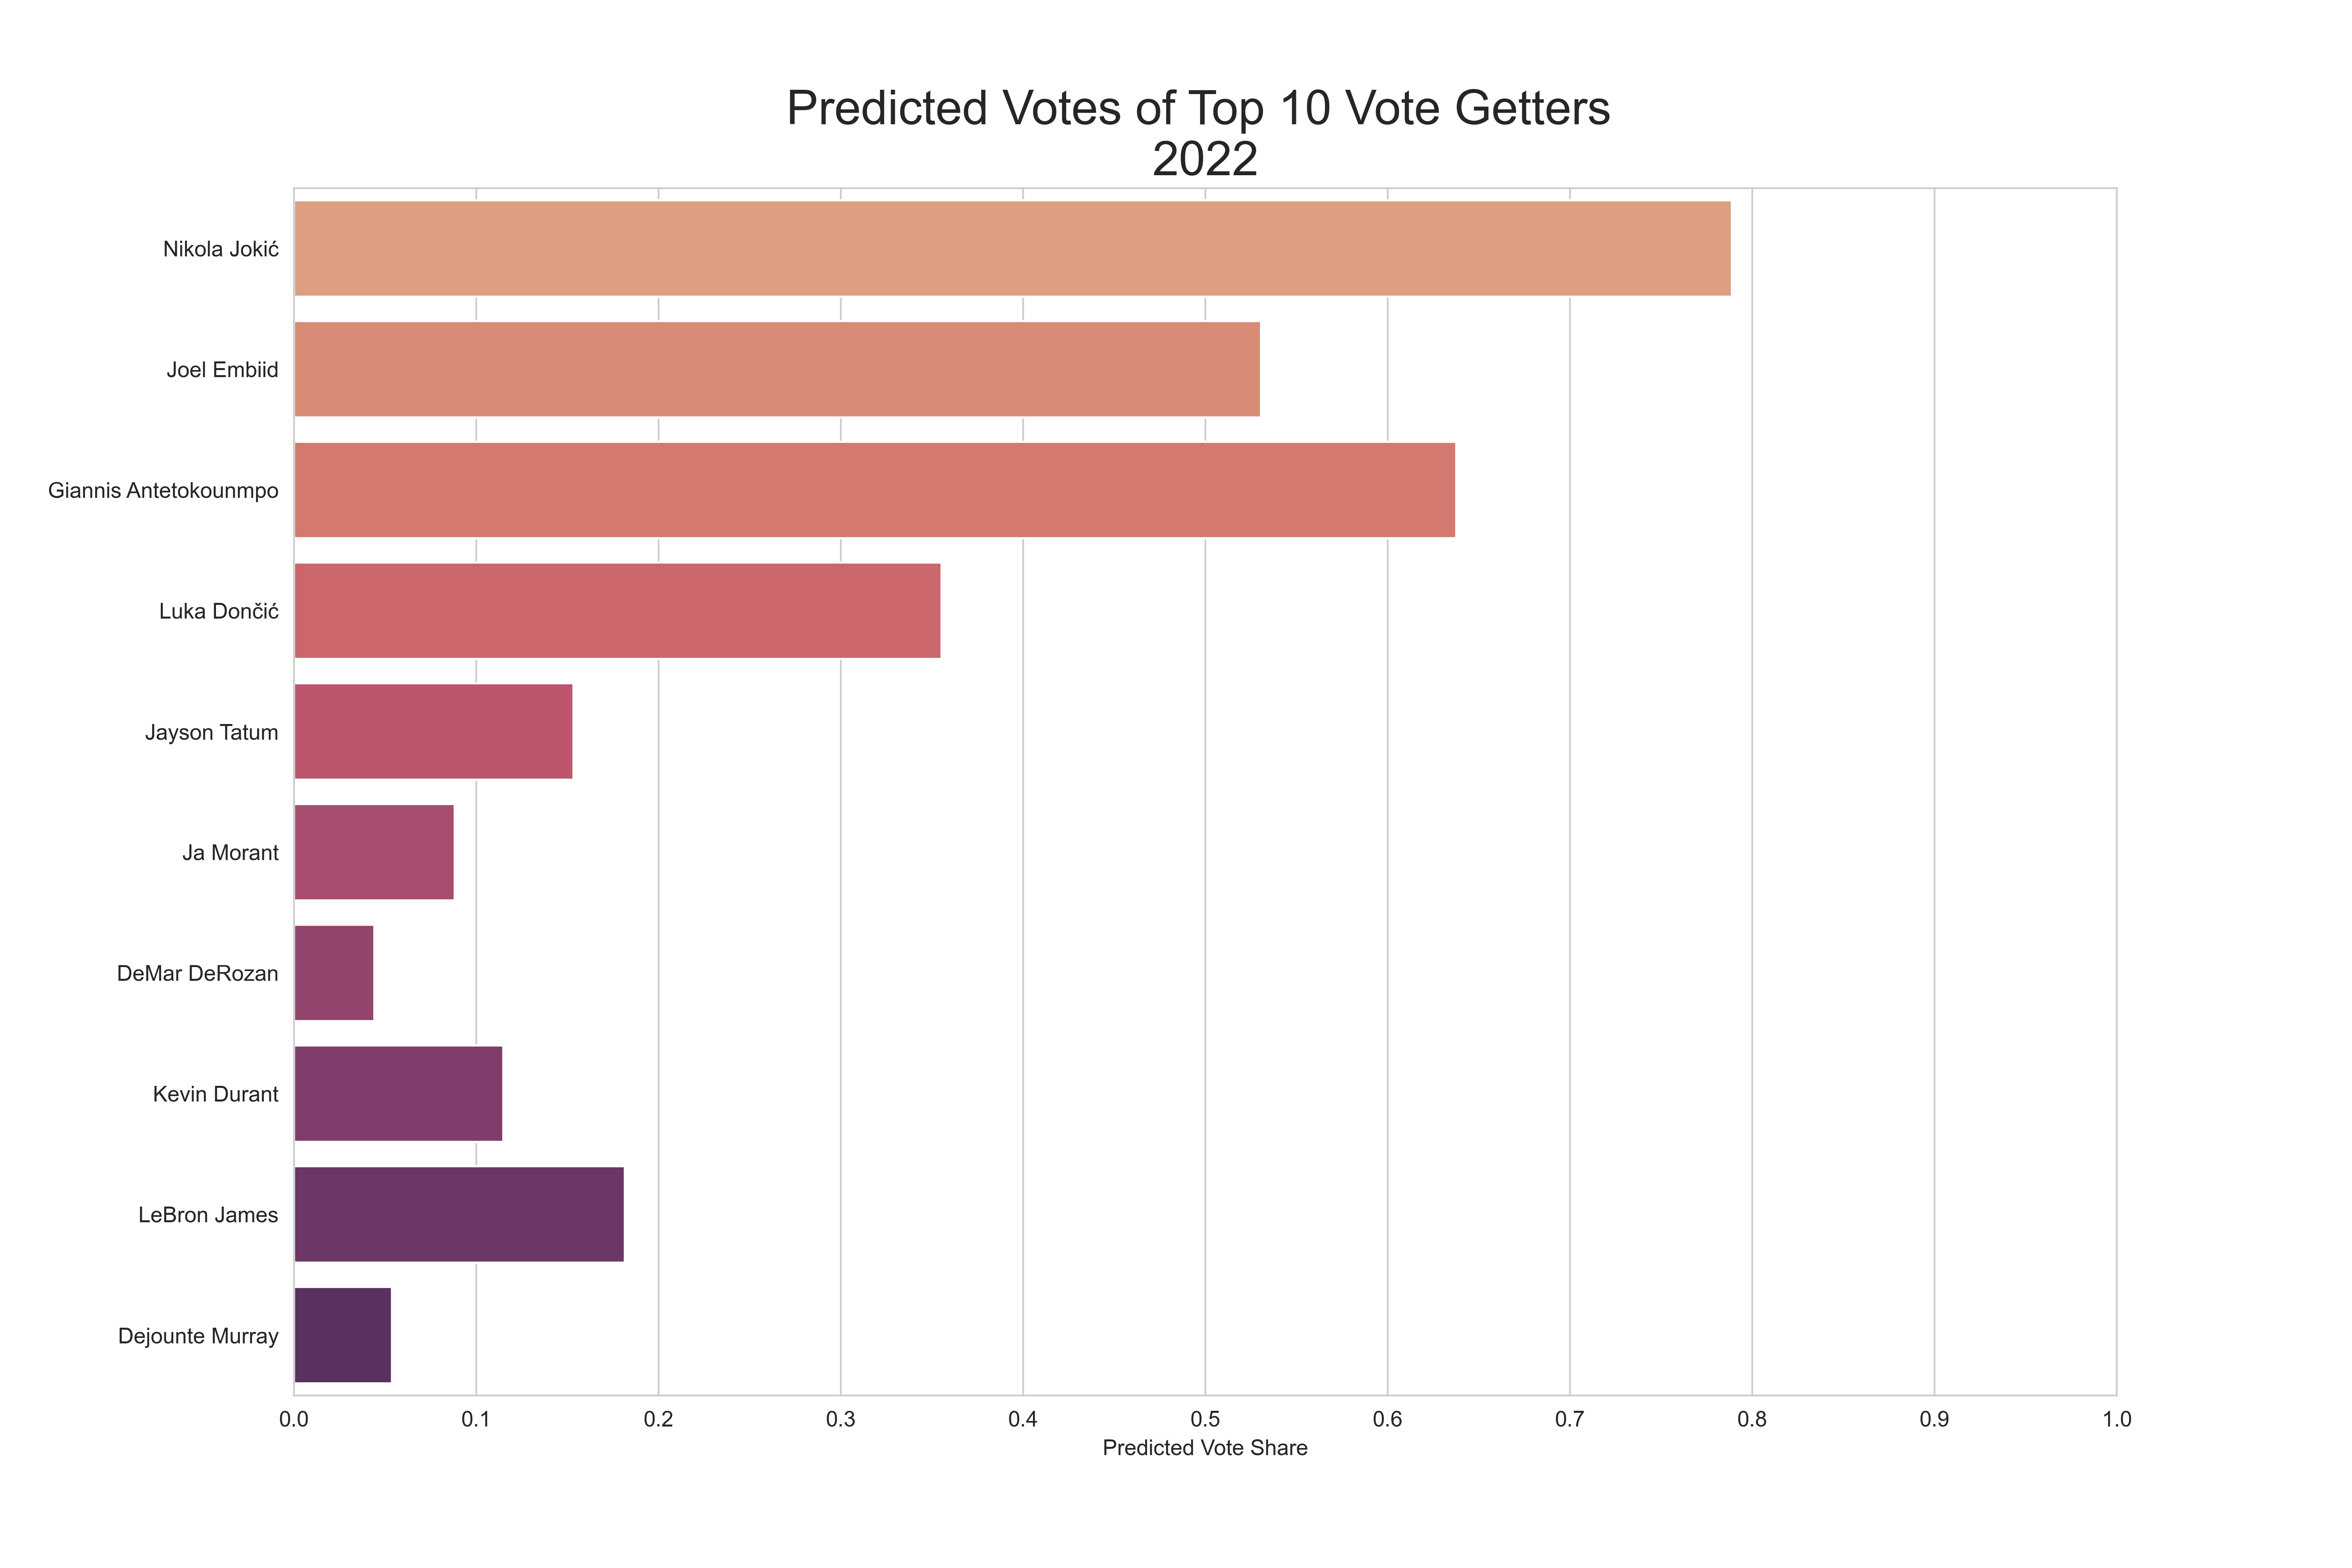 Predicted Votes of Top 10 Vote Getters
2022
Nikola Jokić
Joel Embiid
Giannis Antetokounmpo
Luka Dončić
Jayson Tatum
Ja Morant
DeMar DeRozan
Kevin Durant
LeBron James
Dejounte Murray
0.0 0.1 0.2 0.3 0.4 0.5 0.6 0.7 0.8 0.9 1.0
Predicted Vote Share